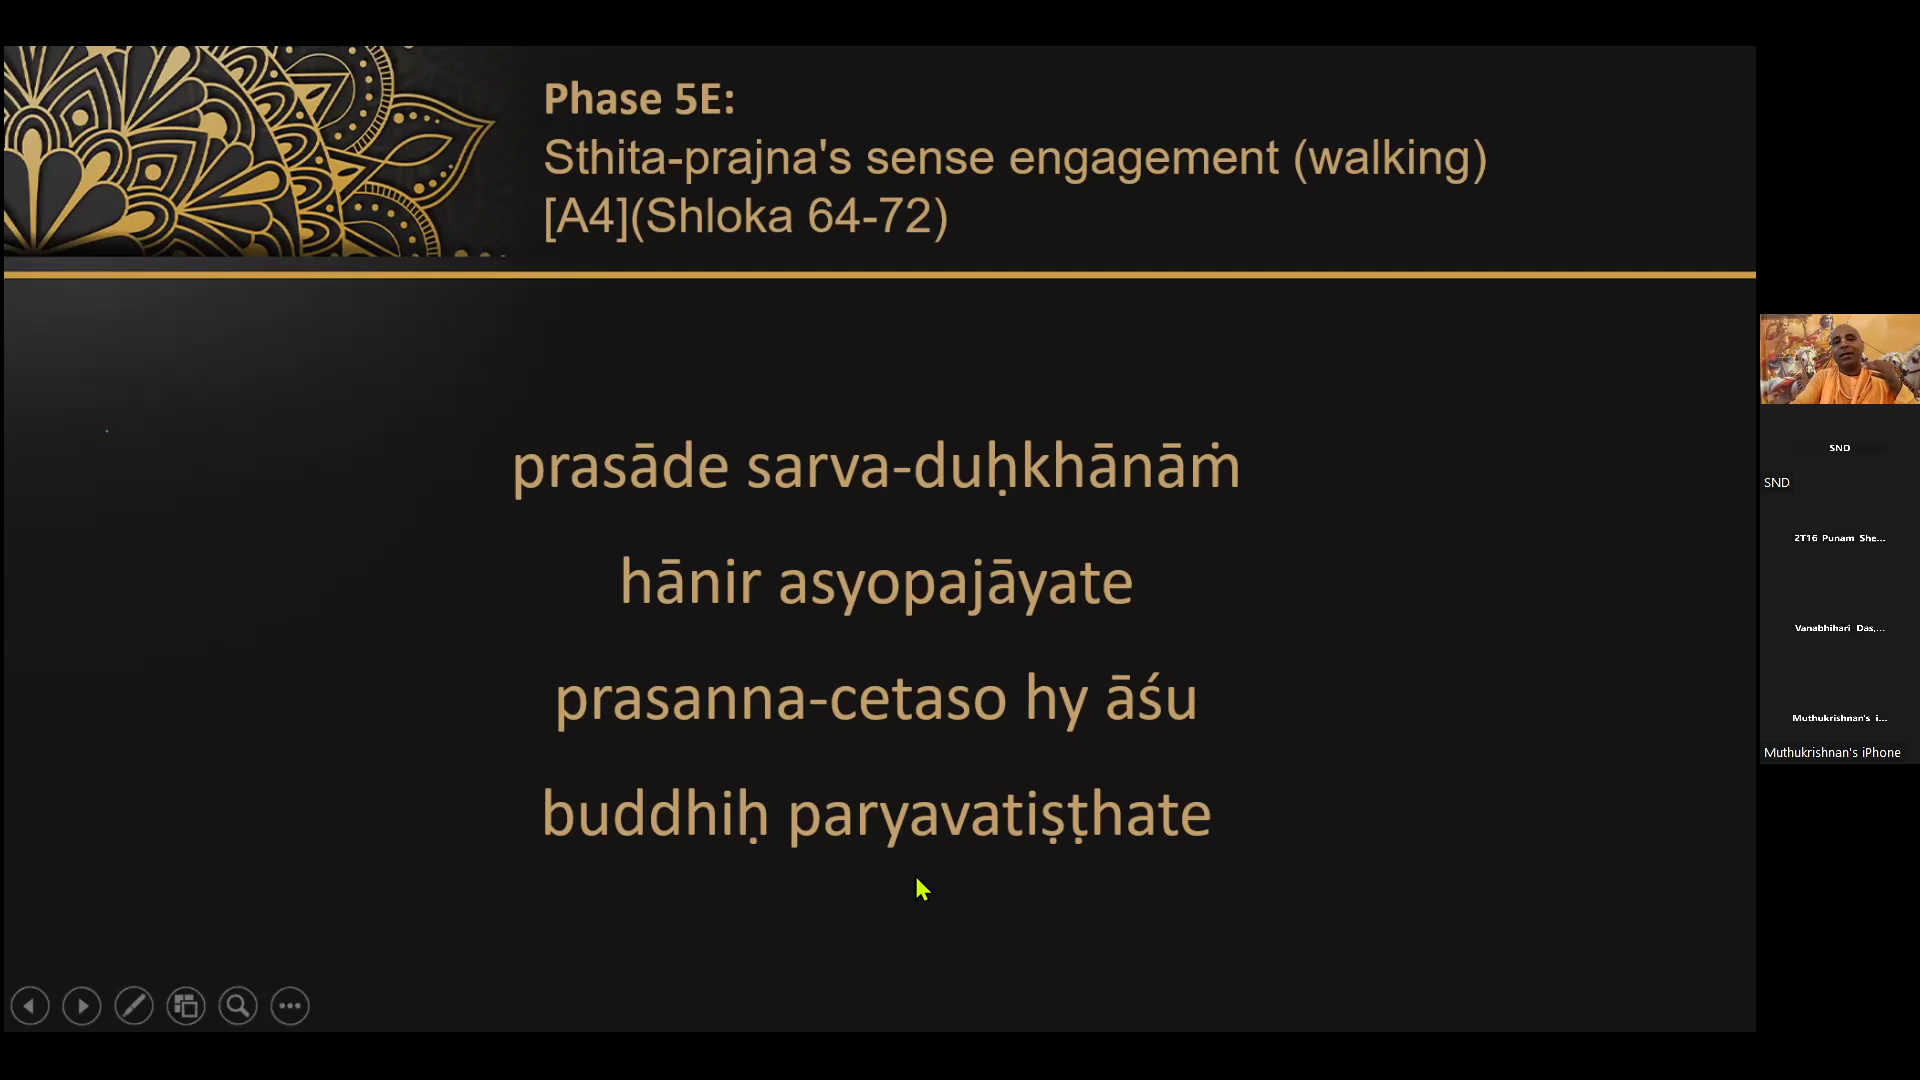 Phase 5E:
Sthita-prajna's sense engagement (walking)
[A4](Shloka 64-72)
prasāde sarva-duḥkhānāṁ
hānir asyopajāyate
prasanna-cetaso hy āśu
buddhiḥ paryavatiṣṭhate
SND
SND
2T16 Punam She...
Vanabhihari Das,...
Muthukrishnan's i...
Muthukrishnan's iPhone